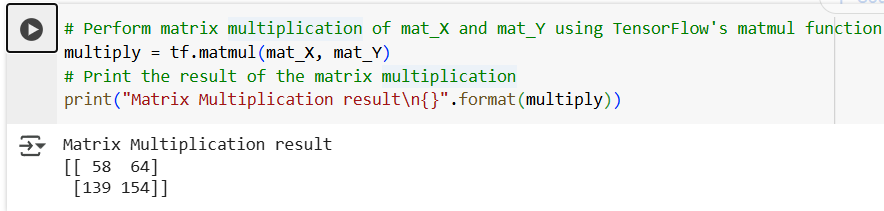 # Perform matrix multiplication of mat_X and mat_Y using TensorFlow's matmul function
multiply = tf.matmul(mat_X, mat_Y)
# Print the result of the matrix multiplication
print("Matrix Multiplication result\n{}".format(multiply))
Matrix Multiplication result
[[ 58  64]
 [139 154]]